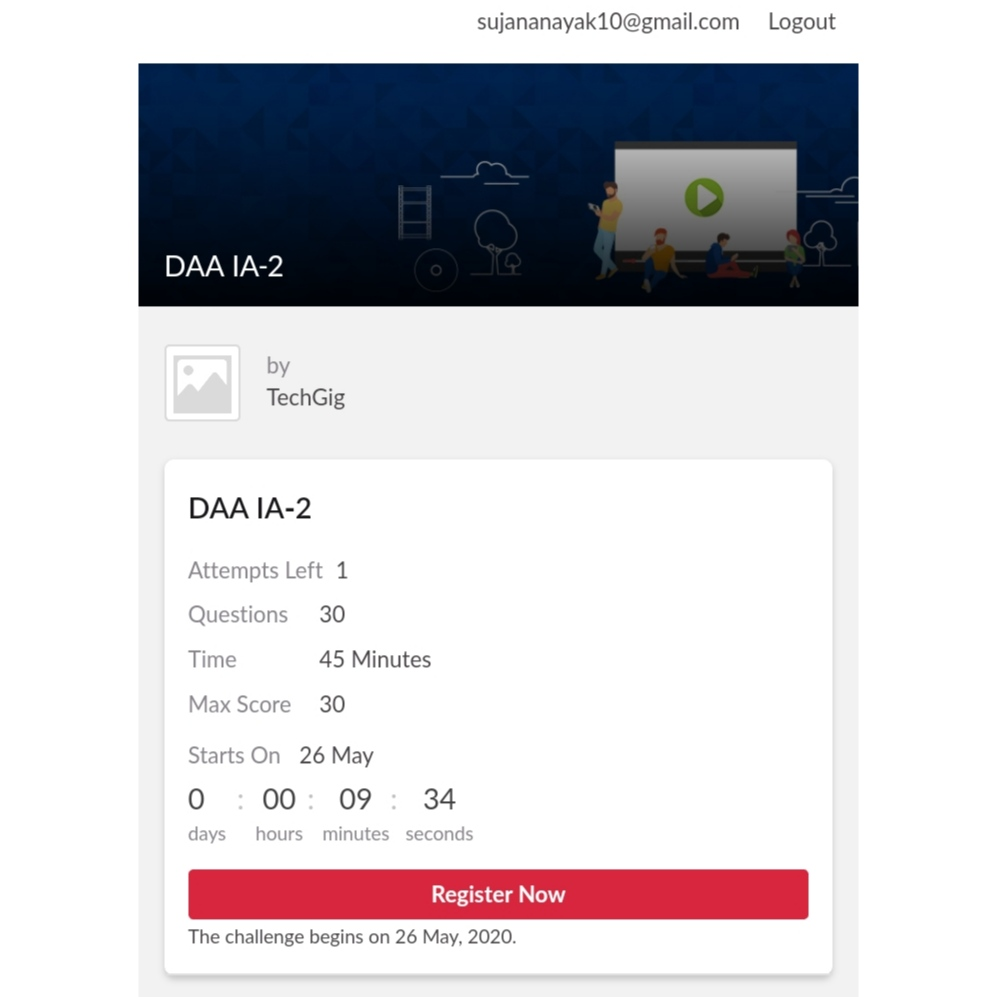 sujananayak10@gmail.com Logout
DAA IA-2
by
TechGig
DAA IA-2
Attempts Left 1
Questions 30
Time 45 Minutes
Max Score 30
Starts On 26 May
0 : 00 : 09 : 34
days hours minutes seconds
Register Now
The challenge begins on 26 May, 2020.